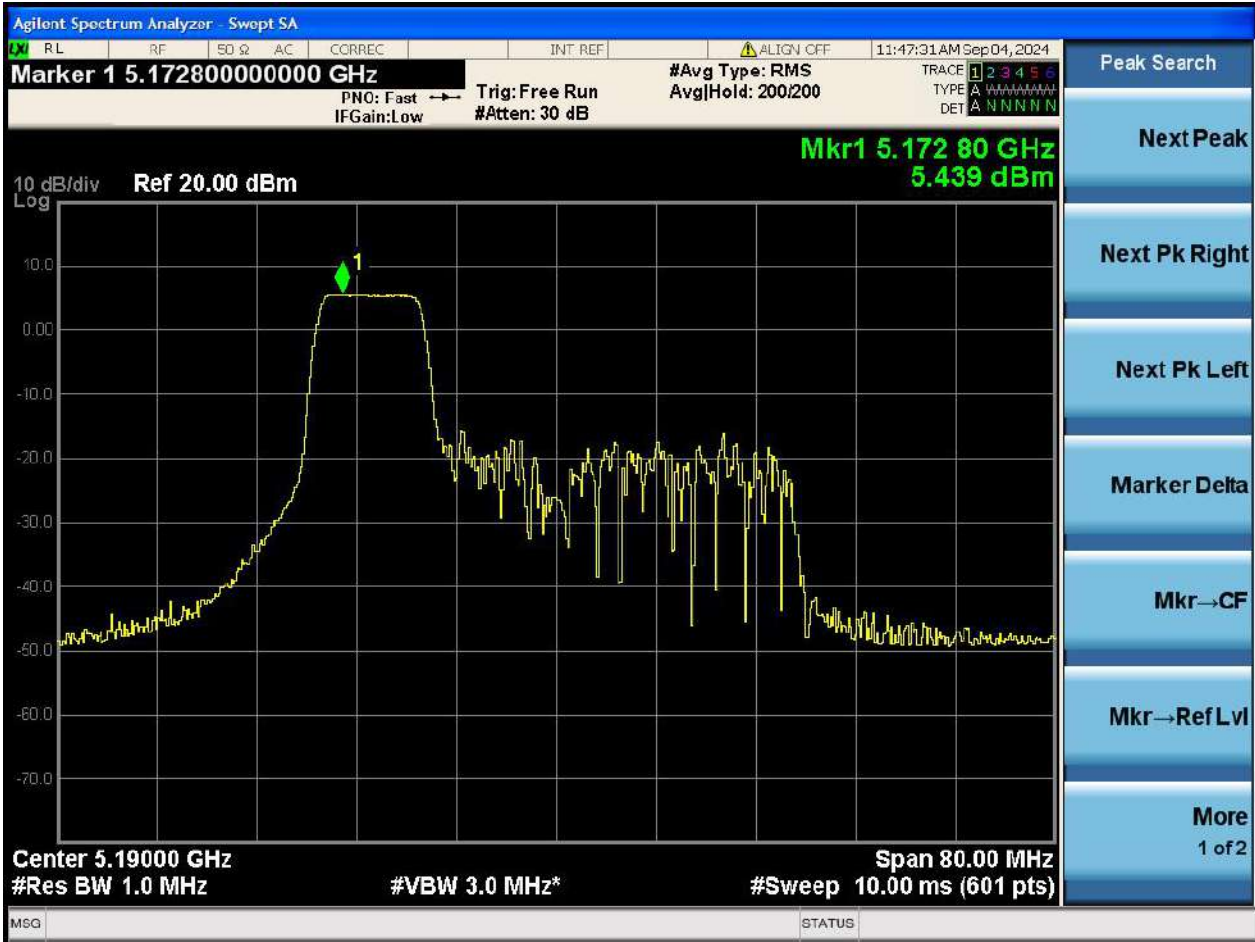 Agilent Spectrum Analyzer - Swept SA
LXI RL RF 50 Ω AC CORREC INT REF ALIGN OFF 11:47:31 AM Sep 04, 2024
Marker 1 5.172800000000 GHz
PNO: Fast
IFGain:Low
Trig: Free Run
#Atten: 30 dB
#Avg Type: RMS
Avg|Hold: 200/200
TRACE 1 2 3 4 5 6
TYPE A WWWWW
DET A N N N N N
Mkr1 5.172 80 GHz
5.439 dBm
10 dB/div Ref 20.00 dBm
Log
1
10.0
0.00
-10.0
-20.0
-30.0
-40.0
-50.0
-60.0
-70.0
Center 5.19000 GHz Span 80.00 MHz
#Res BW 1.0 MHz #VBW 3.0 MHz* #Sweep 10.00 ms (601 pts)
MSG STATUS
Peak Search
Next Peak
Next Pk Right
Next Pk Left
Marker Delta
Mkr→CF
Mkr→Ref Lvl
More
1 of 2